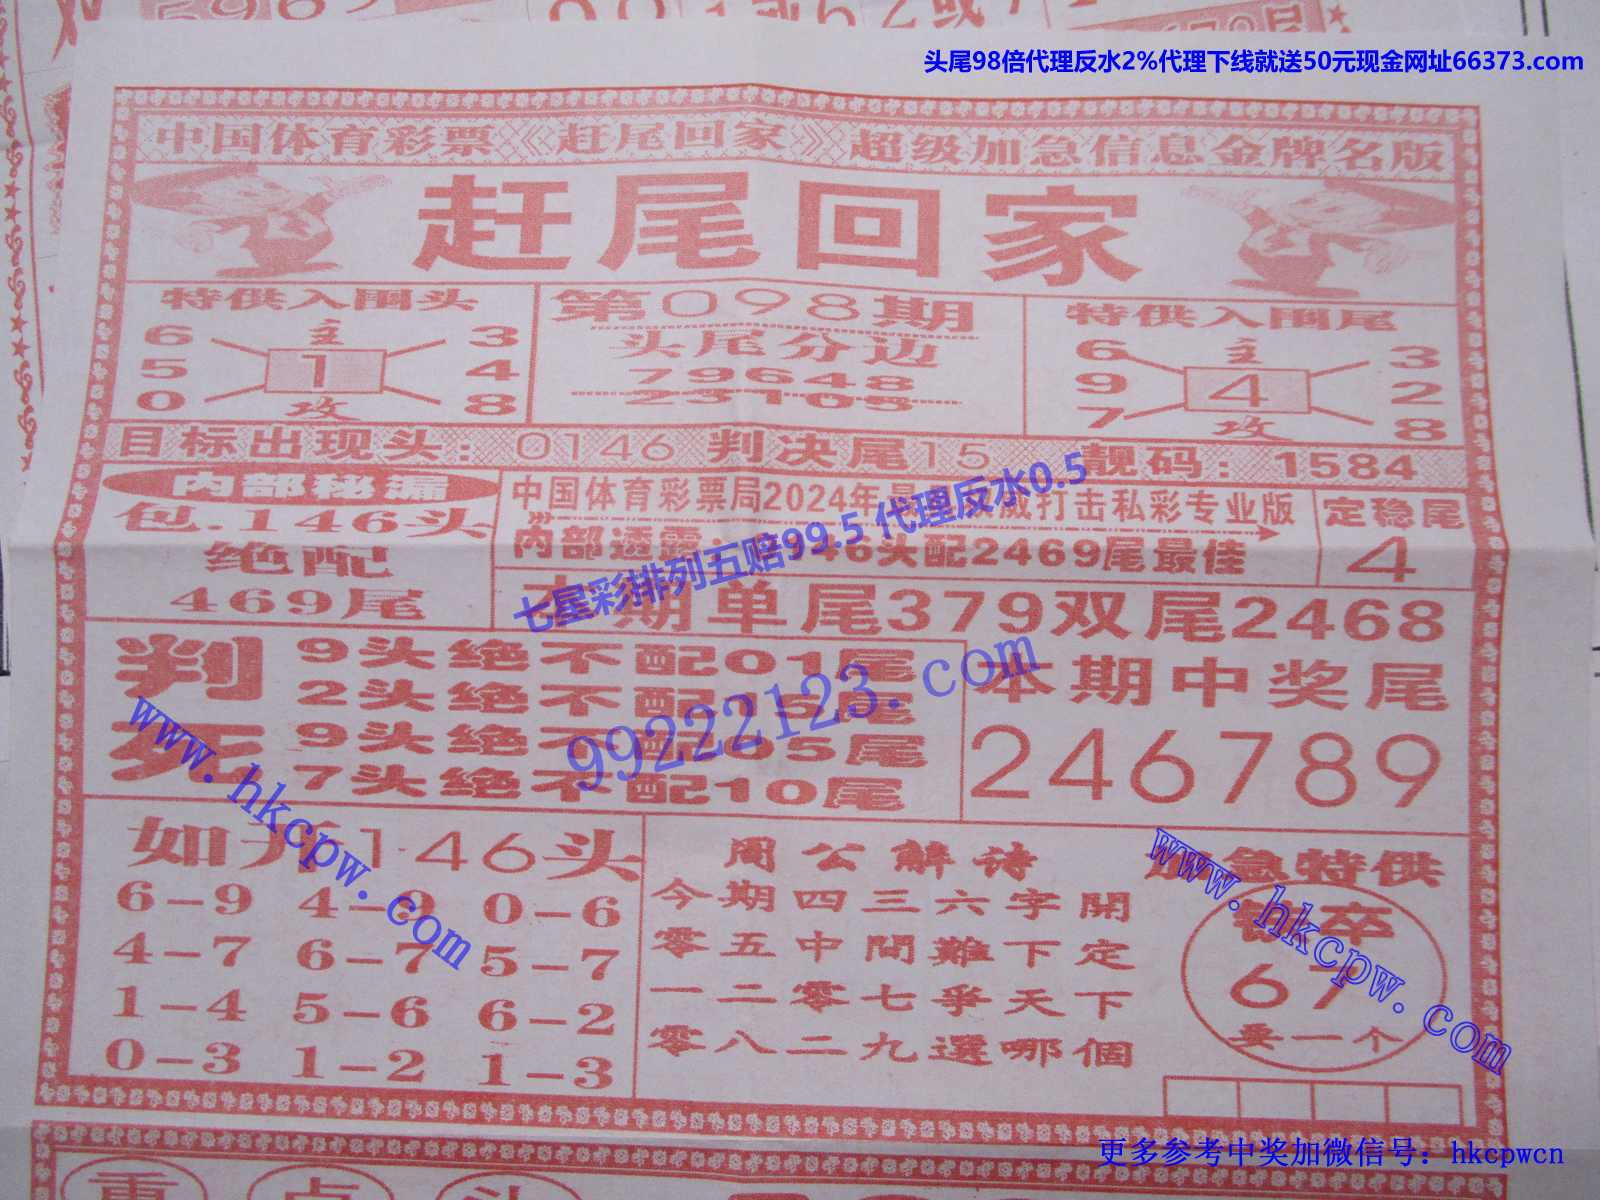 头尾98倍代理反水2%代理下线就送50元现金网址66373.com
中国体育彩票《赶尾回家》超级加急信息金牌名版
赶尾回家
特供入围头
6 主 3
5 1 4
0 攻 8
第098期
头尾分边
79648
23105
特供入围尾
6 主 3
9 4 2
7 攻 8
目标出现头：0146 判决尾15 靓码：1584
内部秘漏
包.146头
绝配
469尾
中国体育彩票局2024年最 威打击私彩专业版
内部透露： 46头配2469尾最佳
定稳尾
4
期单尾379双尾2468
判死
9头绝不配01尾
2头绝不配15尾
9头绝不配65尾
7头绝不配10尾
本期中奖尾
246789
如开146头
6-9 4-9 0-6
4-7 6-7 5-7
1-4 5-6 6-2
0-3 1-2 1-3
周公解诗
今期四三六字開
零五中間難下定
一二零七爭天下
零八二九選哪個
急特供
卒
67
要一个
七星彩排列五赔99.5 代理反水0.5
99222123.com
www.hkcpw.com
www.hkcpw.com
更多参考中奖加微信号：hkcpwcn